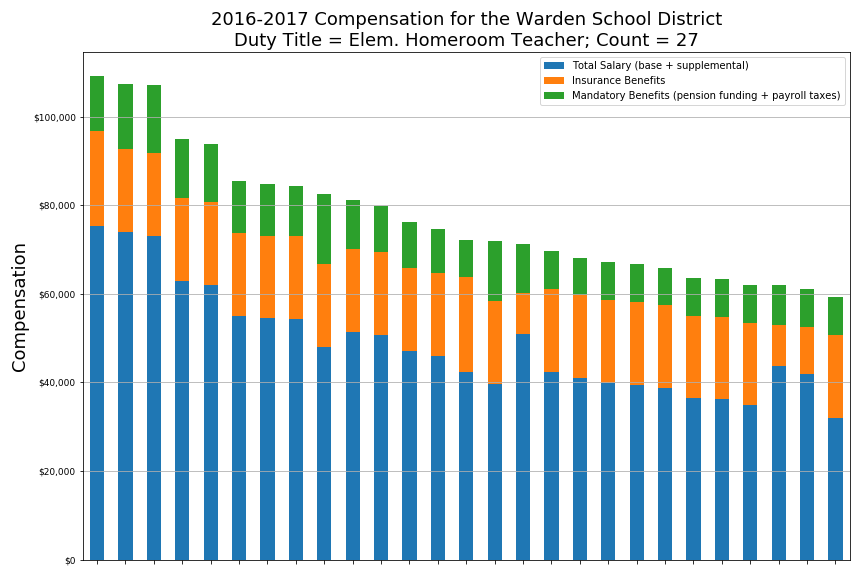 2016-2017 Compensation for the Warden School District
Duty Title = Elem. Homeroom Teacher; Count = 27
Total Salary (base + supplemental)
Insurance Benefits
Mandatory Benefits (pension funding + payroll taxes)
$100,000
$80,000
$60,000
$40,000
$20,000
$0
Compensation